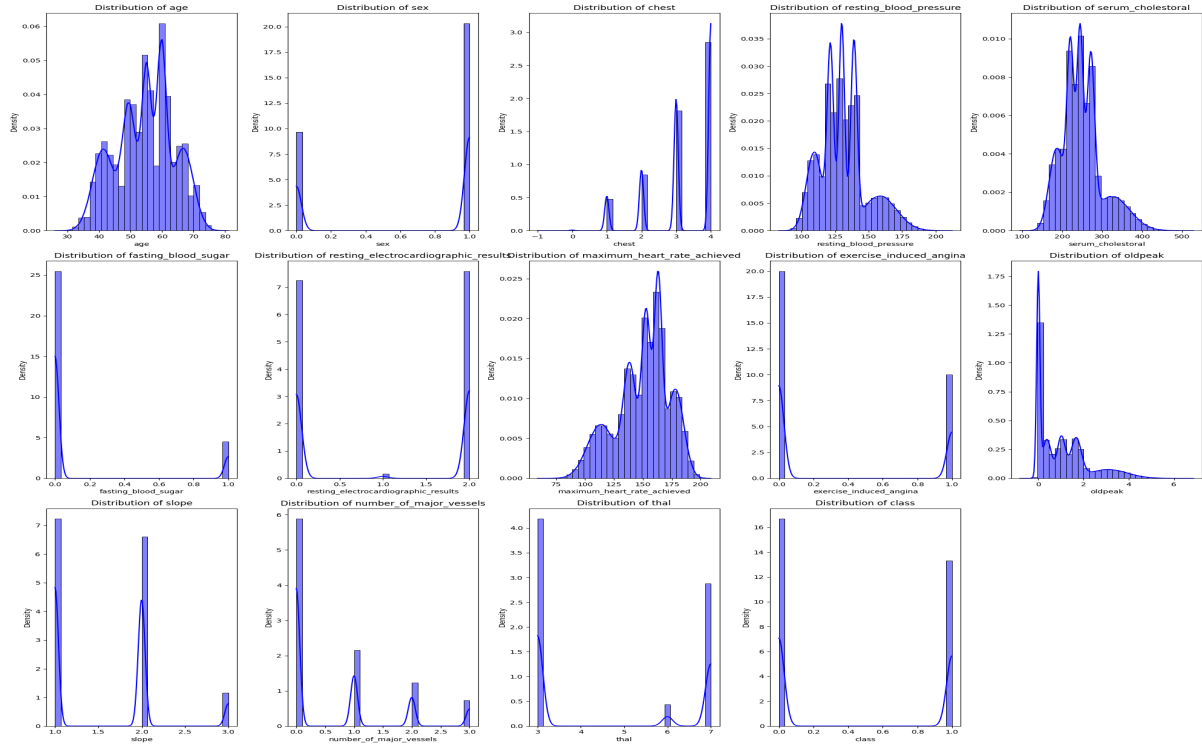 Distribution of age
Distribution of sex
Distribution of chest
Distribution of resting_blood_pressure
Distribution of serum_cholestoral
0.06
0.05
0.04
0.03
0.02
0.01
0.00
Density
30 40 50 60 70 80
age
20.0
17.5
15.0
12.5
10.0
7.5
5.0
2.5
0.0
Density
0.0 0.2 0.4 0.6 0.8 1.0
sex
3.0
2.5
2.0
1.5
1.0
0.5
0.0
Density
-1 0 1 2 3 4
chest
0.035
0.030
0.025
0.020
0.015
0.010
0.005
0.000
Density
100 125 150 175 200
resting_blood_pressure
0.010
0.008
0.006
0.004
0.002
0.000
Density
100 200 300 400 500
serum_cholestoral
Distribution of fasting_blood_sugar
Distribution of resting_electrocardiographic_results
Distribution of maximum_heart_rate_achieved
Distribution of exercise_induced_angina
Distribution of oldpeak
25
20
15
10
5
0
Density
0.0 0.2 0.4 0.6 0.8 1.0
fasting_blood_sugar
7
6
5
4
3
2
1
0
Density
0.0 0.5 1.0 1.5 2.0
resting_electrocardiographic_results
0.025
0.020
0.015
0.010
0.005
0.000
Density
75 100 125 150 175 200
maximum_heart_rate_achieved
20.0
17.5
15.0
12.5
10.0
7.5
5.0
2.5
0.0
Density
0.0 0.2 0.4 0.6 0.8 1.0
exercise_induced_angina
1.75
1.50
1.25
1.00
0.75
0.50
0.25
0.00
Density
0 2 4 6
oldpeak
Distribution of slope
Distribution of number_of_major_vessels
Distribution of thal
Distribution of class
7
6
5
4
3
2
1
0
Density
1.0 1.5 2.0 2.5 3.0
slope
6
5
4
3
2
1
0
Density
0.0 0.5 1.0 1.5 2.0 2.5 3.0
number_of_major_vessels
4.0
3.5
3.0
2.5
2.0
1.5
1.0
0.5
0.0
Density
3 4 5 6 7
thal
16
14
12
10
8
6
4
2
0
Density
0.0 0.2 0.4 0.6 0.8 1.0
class